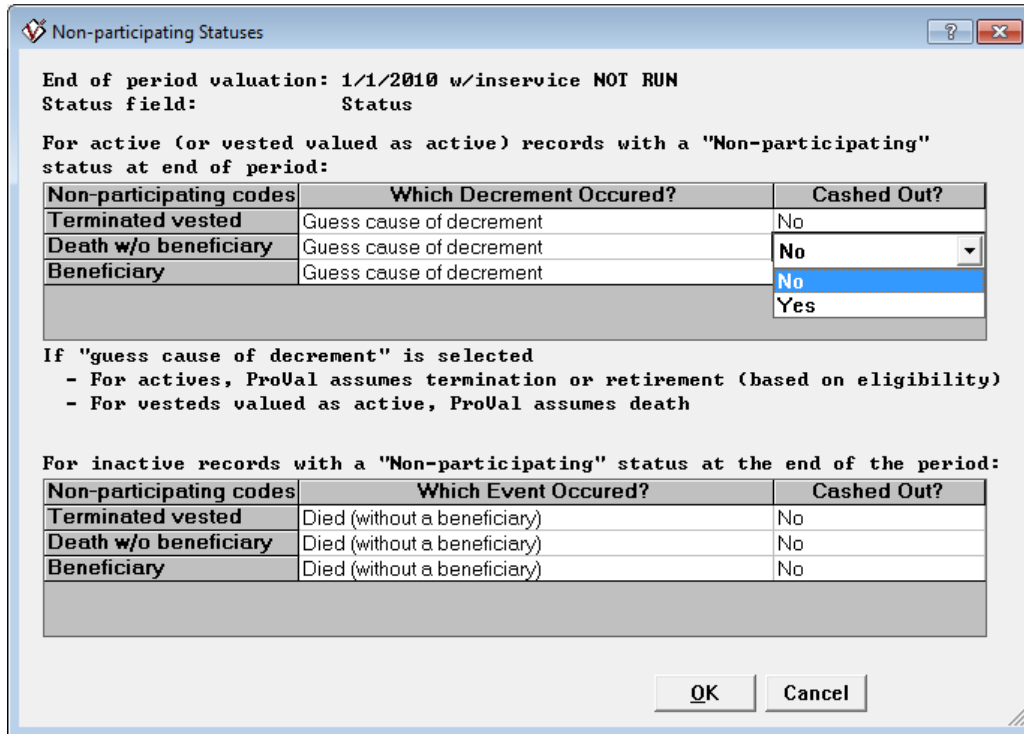 Non-participating Statuses
End of period valuation: 1/1/2010 w/inservice NOT RUN
Status field: Status
For active (or vested valued as active) records with a "Non-participating"
status at end of period:
Non-participating codes Which Decrement Occured? Cashed Out?
Terminated vested Guess cause of decrement No
Death w/o beneficiary Guess cause of decrement No
Beneficiary Guess cause of decrement No
Yes
If "guess cause of decrement" is selected
- For actives, ProVal assumes termination or retirement (based on eligibility)
- For vesteds valued as active, ProVal assumes death
For inactive records with a "Non-participating" status at the end of the period:
Non-participating codes Which Event Occured? Cashed Out?
Terminated vested Died (without a beneficiary) No
Death w/o beneficiary Died (without a beneficiary) No
Beneficiary Died (without a beneficiary) No
OK Cancel